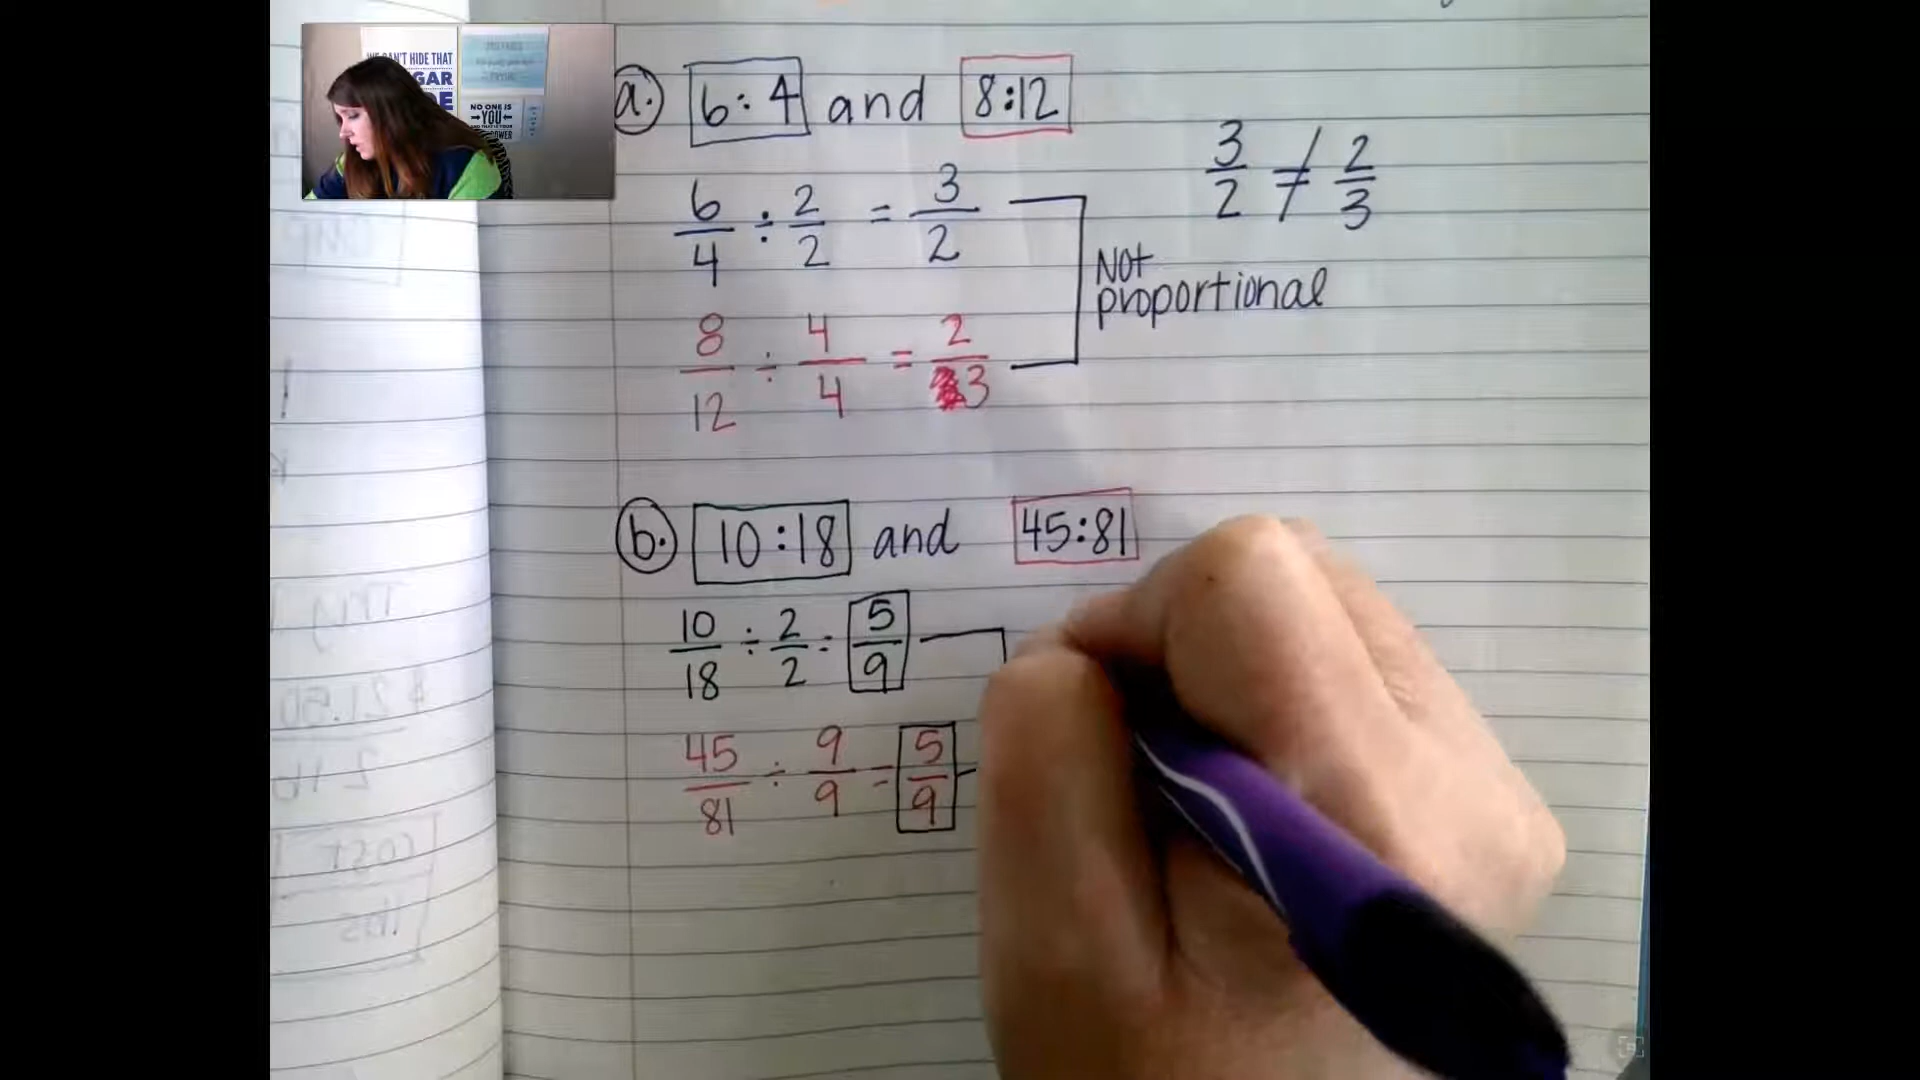 WE CAN'T HIDE THAT
NO ONE IS
YOU
a. 6:4 and 8:12
3/2 ≠ 2/3
6/4 ÷ 2/2 = 3/2
Not
proportional
8/12 ÷ 4/4 = 2/3
b. 10:18 and 45:81
10/18 ÷ 2/2 = 5/9
45/81 ÷ 9/9 = 5/9